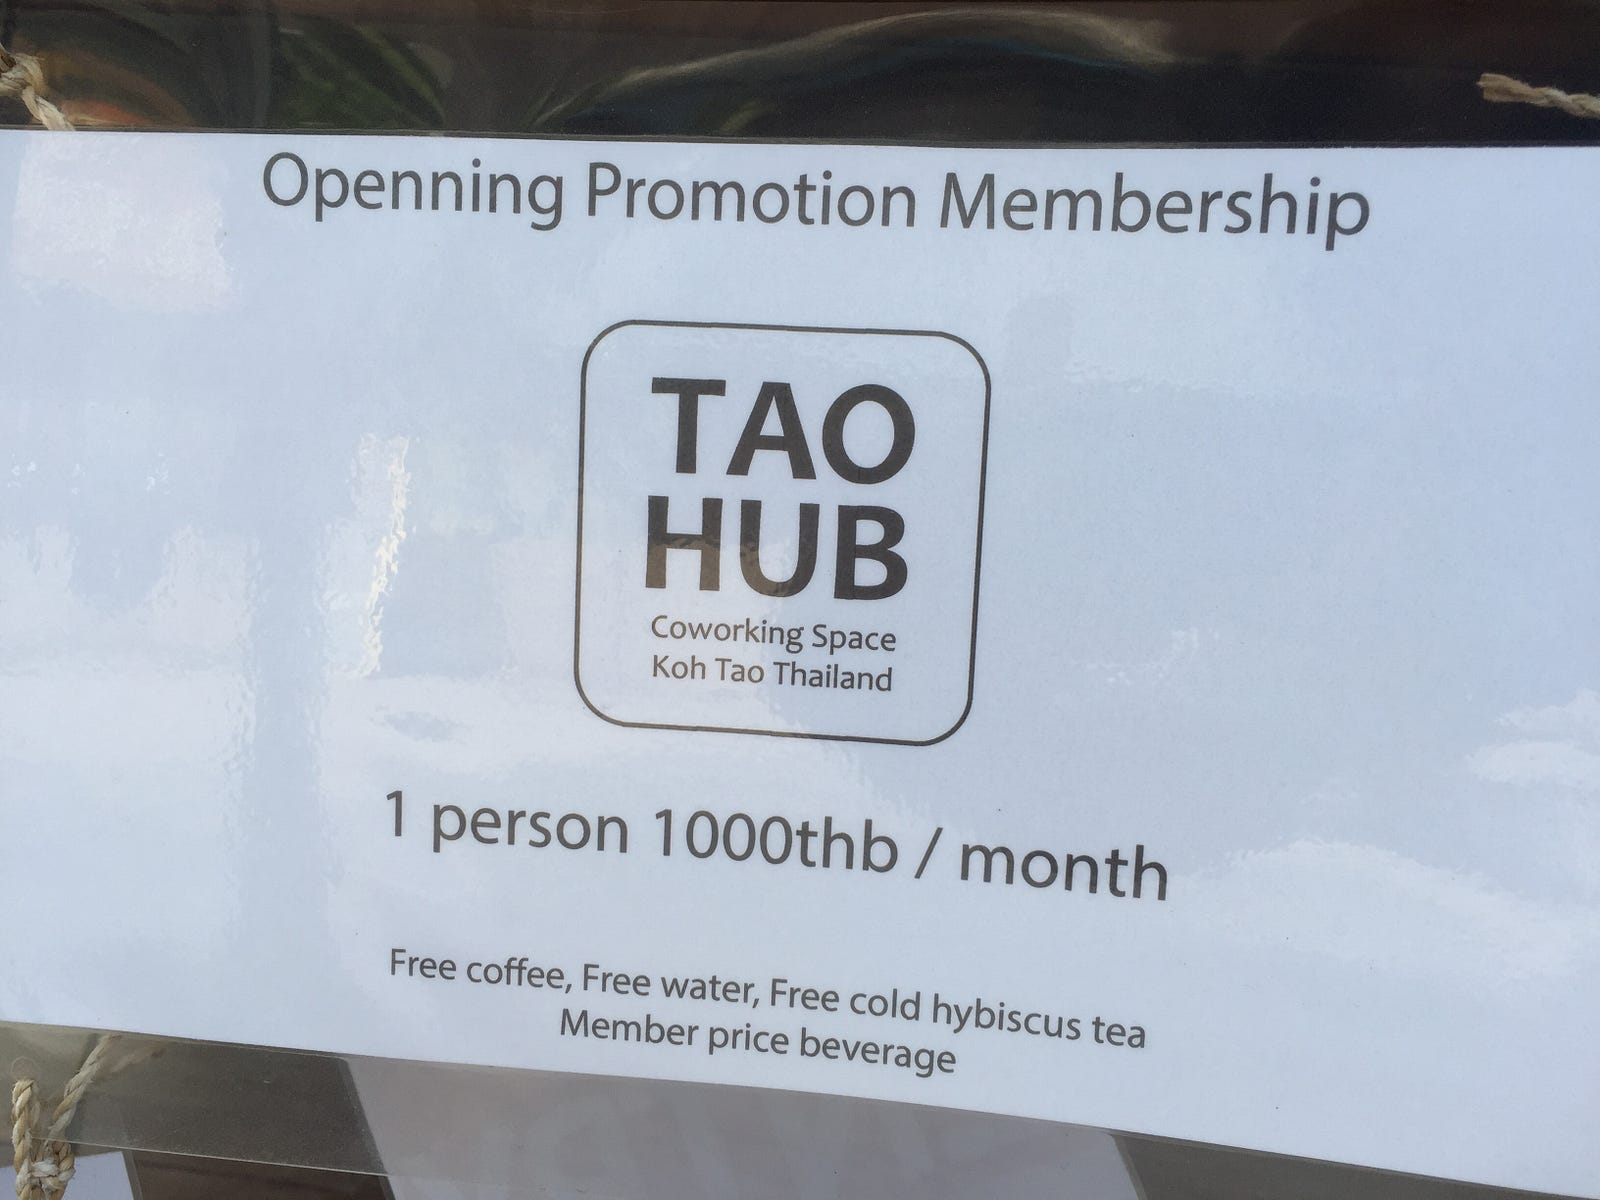 Openning Promotion Membership
TAO
HUB
Coworking Space
Koh Tao Thailand
1 person 1000thb / month
Free coffee, Free water, Free cold hybiscus tea
Member price beverage